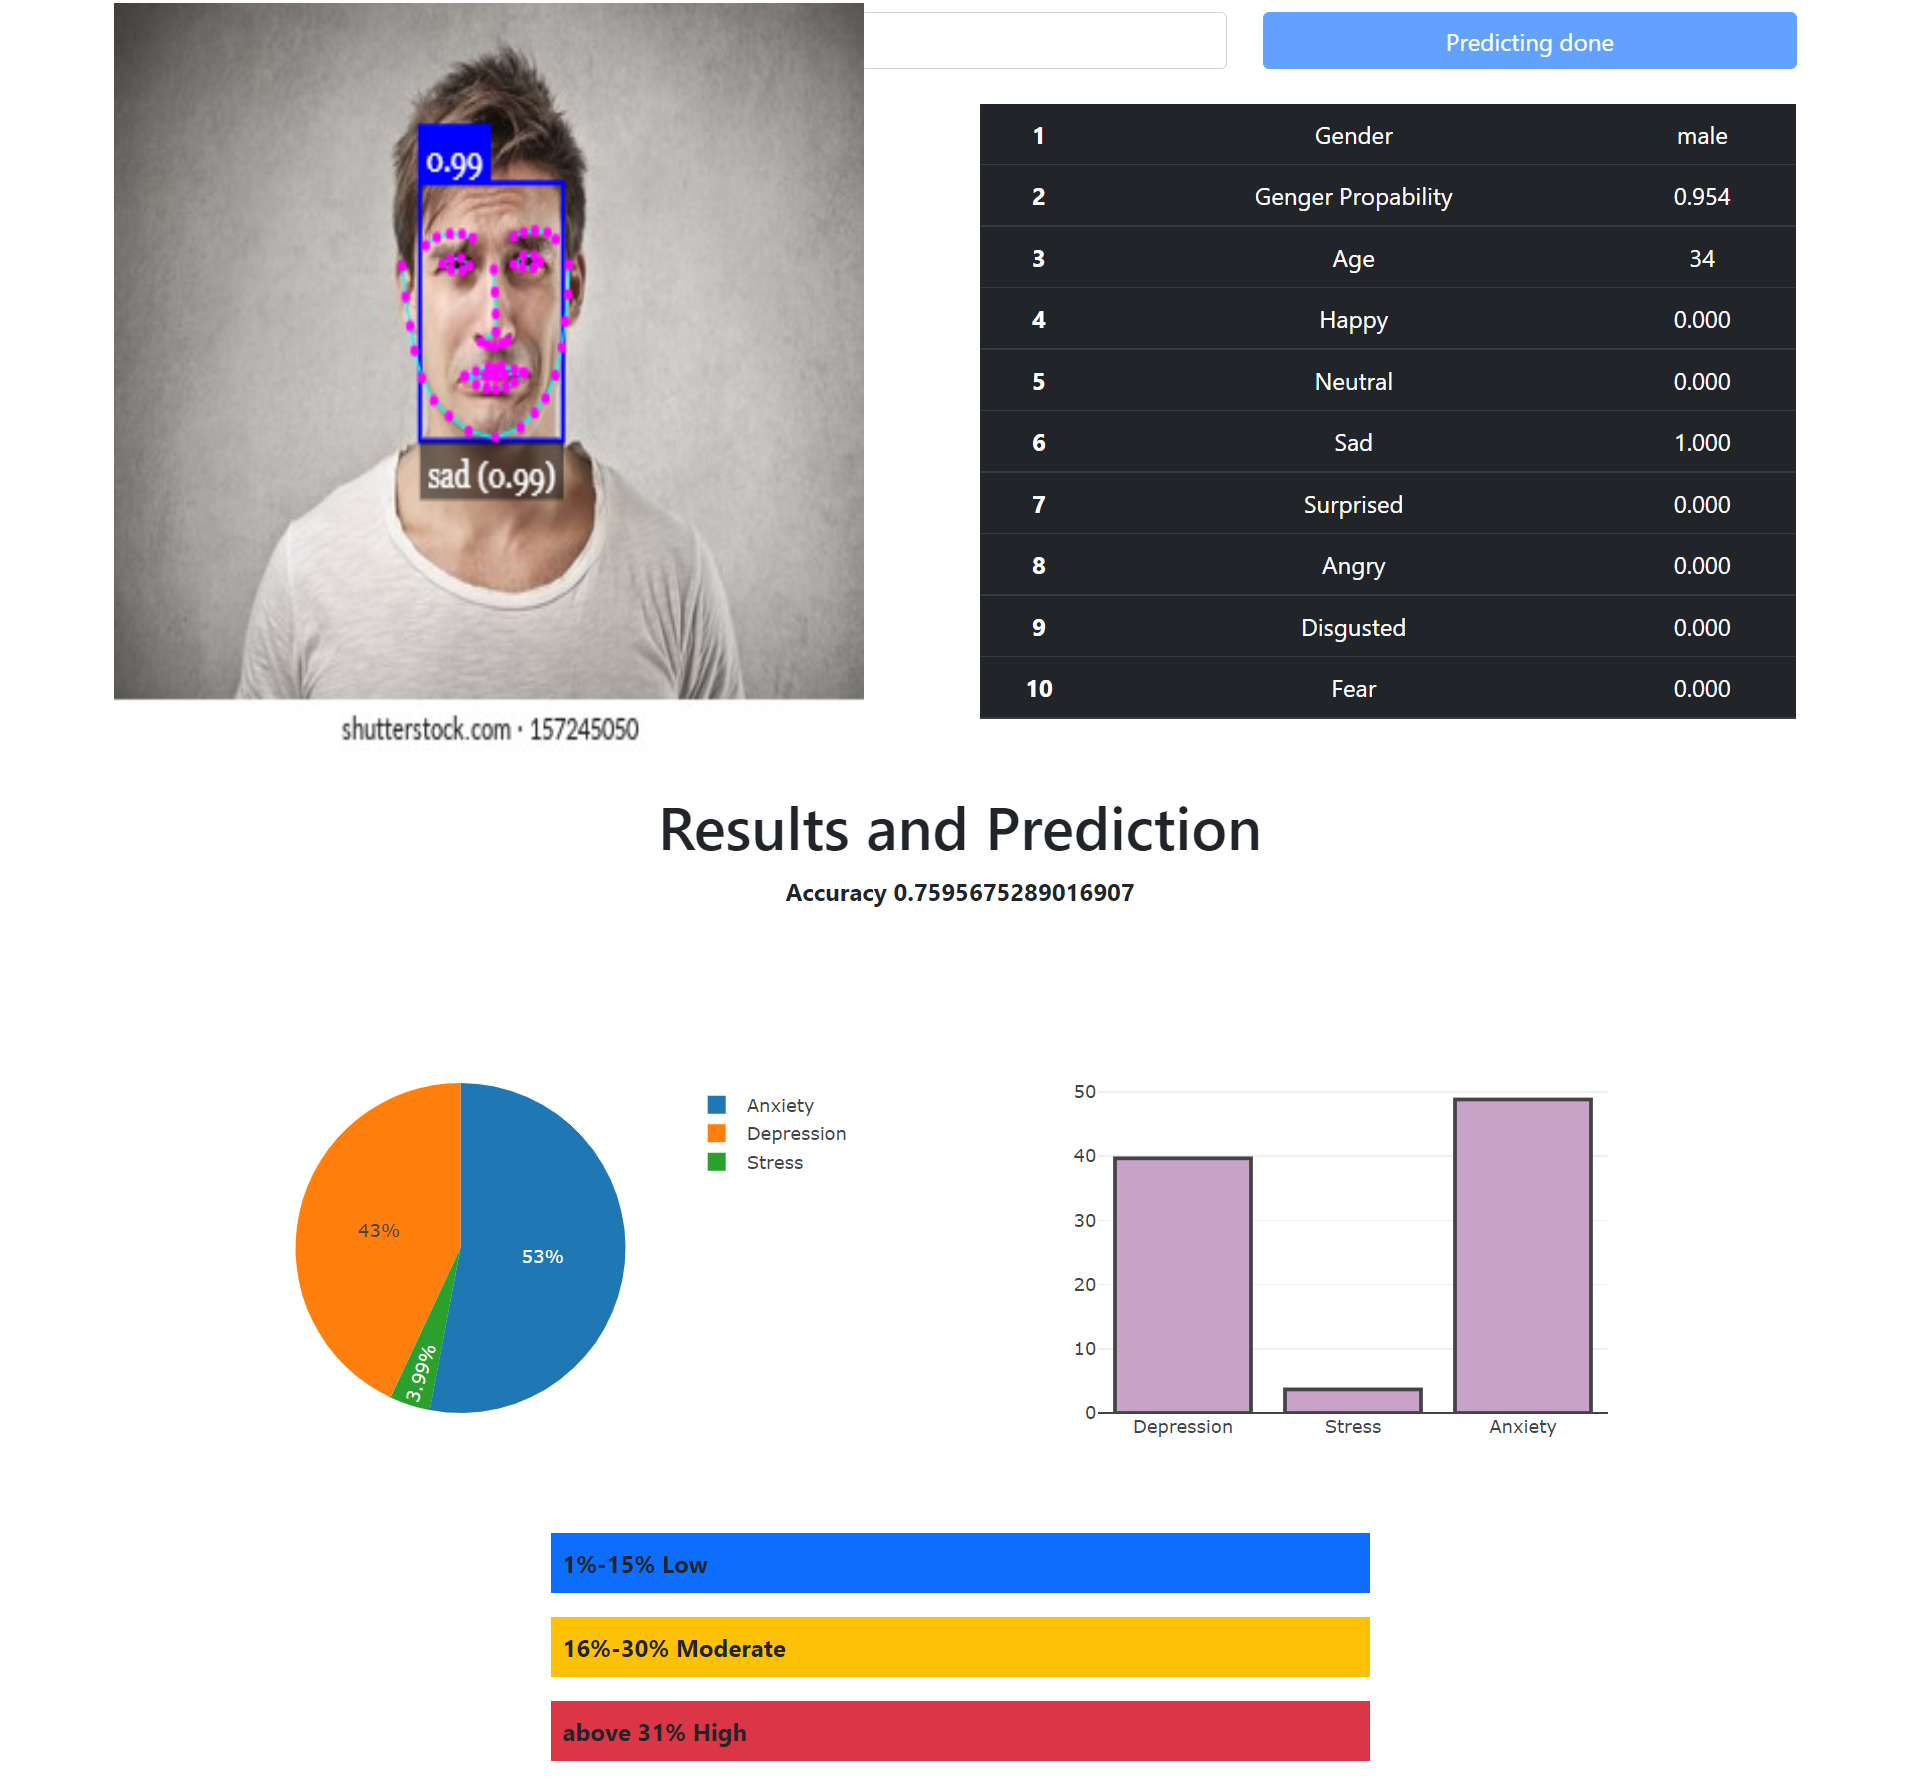 Predicting done
0.99
sad (0.99)
shutterstock.com · 157245050
1 Gender male
2 Genger Propability 0.954
3 Age 34
4 Happy 0.000
5 Neutral 0.000
6 Sad 1.000
7 Surprised 0.000
8 Angry 0.000
9 Disgusted 0.000
10 Fear 0.000
Results and Prediction
Accuracy 0.7595675289016907
43%
53%
3.99%
Anxiety
Depression
Stress
50
40
30
20
10
0
Depression Stress Anxiety
1%-15% Low
16%-30% Moderate
above 31% High